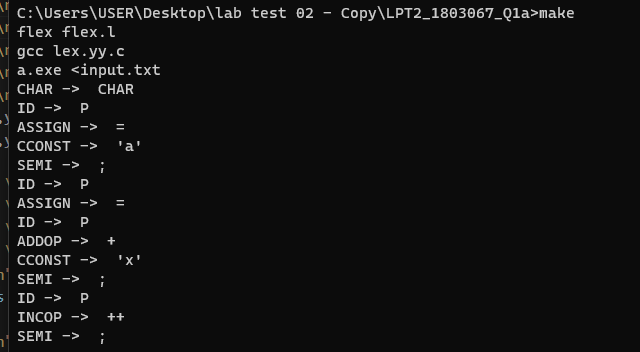 C:\Users\USER\Desktop\lab test 02 - Copy\LPT2_1803067_Q1a>make
flex flex.l
gcc lex.yy.c
a.exe <input.txt
CHAR ->  CHAR
ID ->  P
ASSIGN ->  =
CCONST ->  'a'
SEMI ->  ;
ID ->  P
ASSIGN ->  =
ID ->  P
ADDOP ->  +
CCONST ->  'x'
SEMI ->  ;
ID ->  P
INCOP ->  ++
SEMI ->  ;